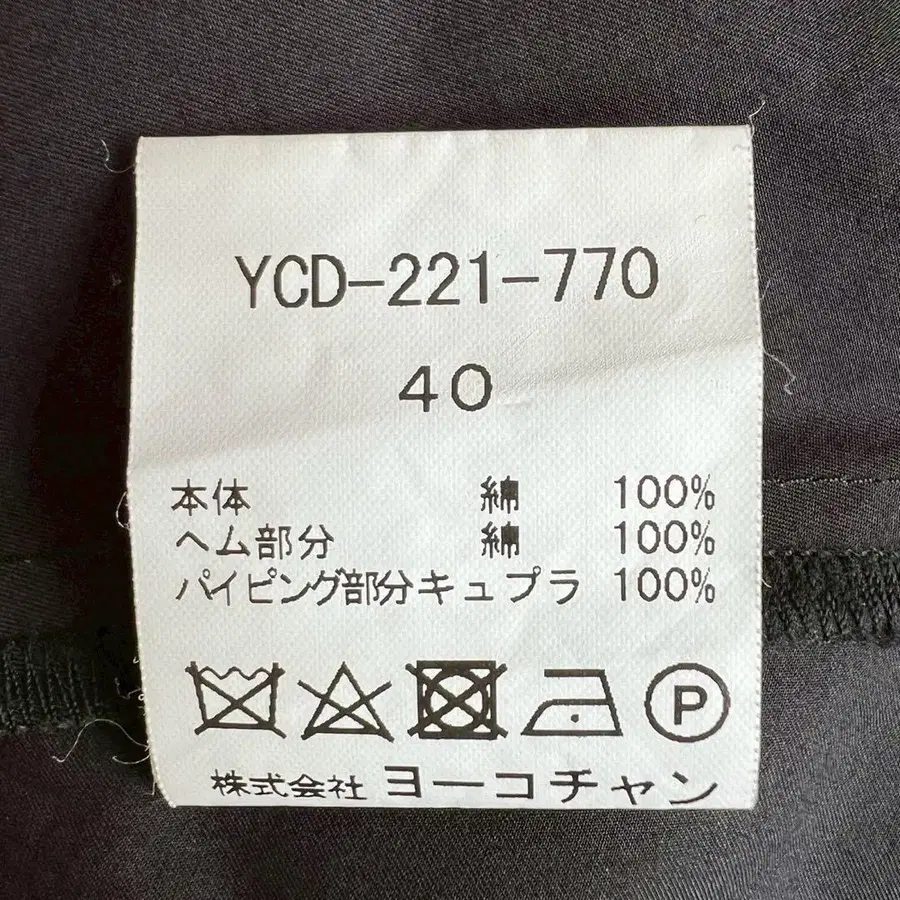 YCD-221-770
40
本体 綿 100%
ヘム部分 綿 100%
パイピング部分キュプラ 100%
P
株式会社 ヨーコチャン